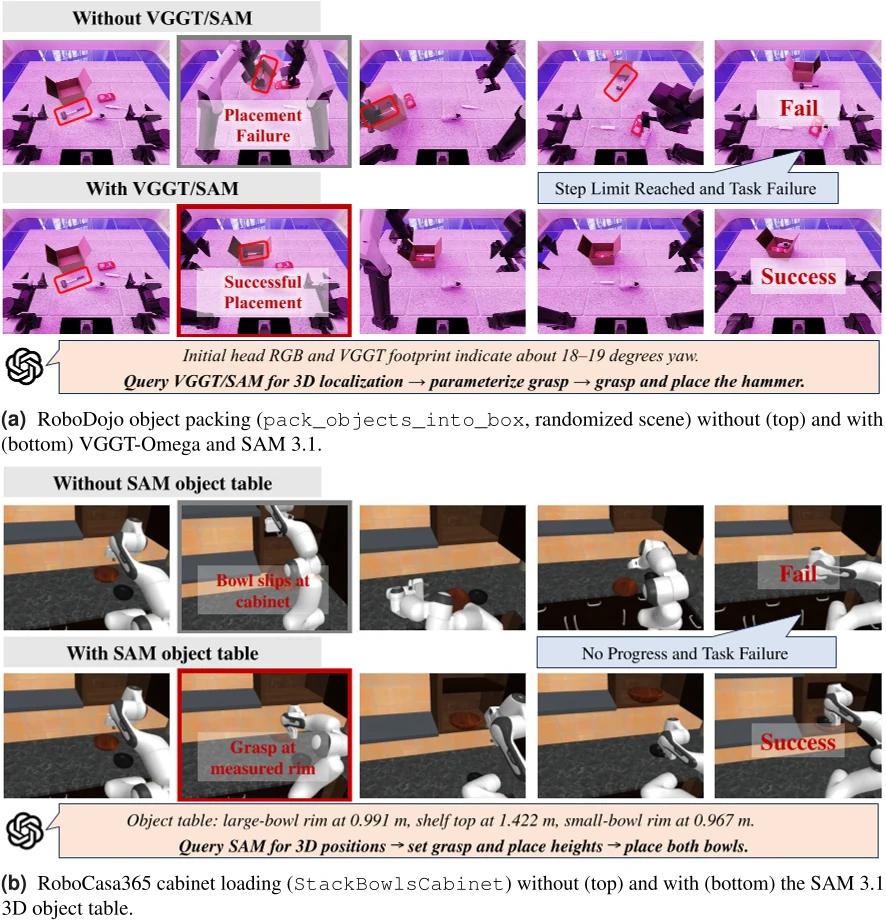 Without VGGT/SAM
Placement
Failure
Fail
Step Limit Reached and Task Failure
With VGGT/SAM
Successful
Placement
Success
Initial head RGB and VGGT footprint indicate about 18–19 degrees yaw.
Query VGGT/SAM for 3D localization → parameterize grasp → grasp and place the hammer.
(a) RoboDojo object packing (pack_objects_into_box, randomized scene) without (top) and with
(bottom) VGGT-Omega and SAM 3.1.
Without SAM object table
Bowl slips at
cabinet
Fail
No Progress and Task Failure
With SAM object table
Grasp at
measured rim
Success
Object table: large-bowl rim at 0.991 m, shelf top at 1.422 m, small-bowl rim at 0.967 m.
Query SAM for 3D positions → set grasp and place heights → place both bowls.
(b) RoboCasa365 cabinet loading (StackBowlsCabinet) without (top) and with (bottom) the SAM 3.1
3D object table.